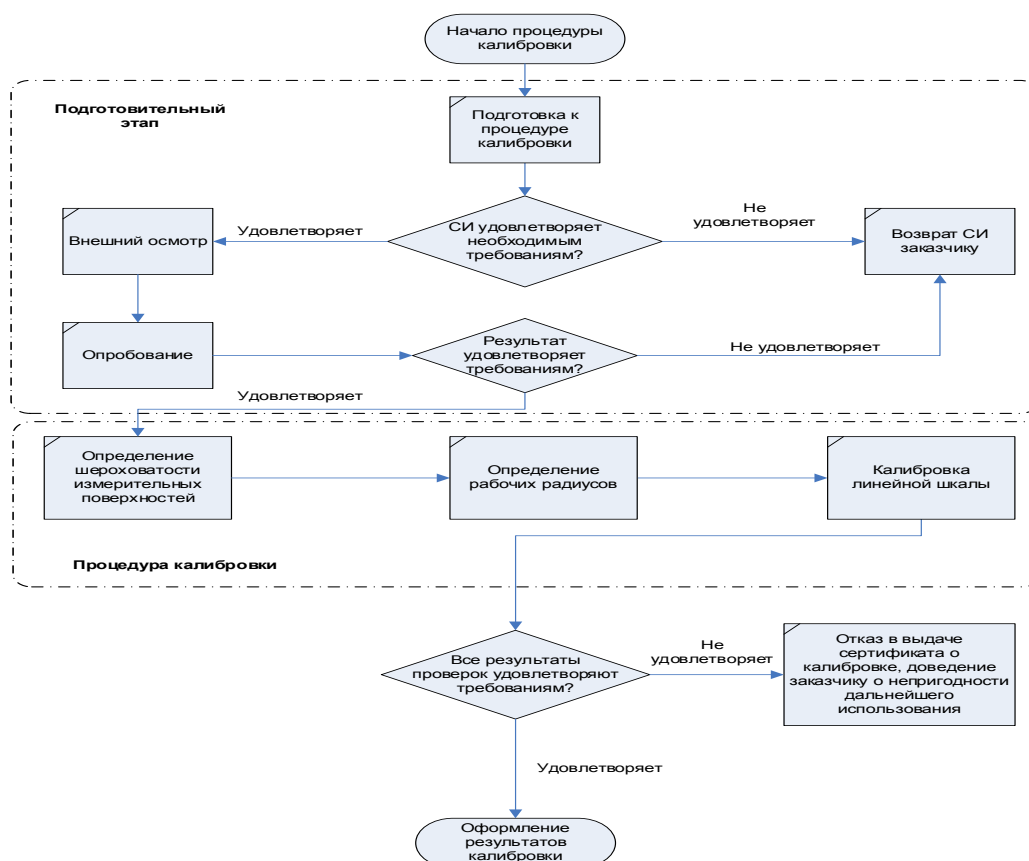 Начало процедуры
калибровки
Подготовительный
этап
Подготовка к
процедуре
калибровки
Внешний осмотр
Удовлетворяет
СИ удовлетворяет
необходимым
требованиям?
Не
удовлетворяет
Возврат СИ
заказчику
Опробование
Результат
удовлетворяет
требованиям?
Не удовлетворяет
Удовлетворяет
Определение
шероховатости
измерительных
поверхностей
Определение
рабочих радиусов
Калибровка
линейной шкалы
Процедура калибровки
Все результаты
проверок удовлетворяют
требованиям?
Не
удовлетворяет
Отказ в выдаче
сертификата о
калибровке, доведение
заказчику о непригодности
дальнейшего
использования
Удовлетворяет
Оформление
результатов
калибровки